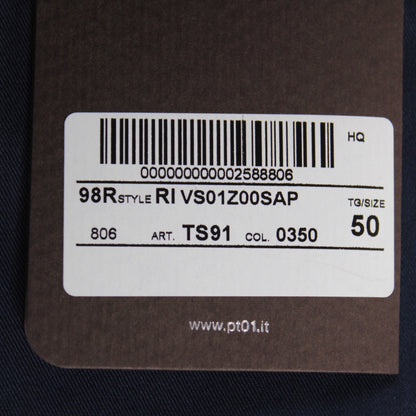 HQ
000000000002588806
98R STYLE RI VS01Z00SAP
TG/SIZE
50
806 ART. TS91 COL. 0350
www.pt01.it